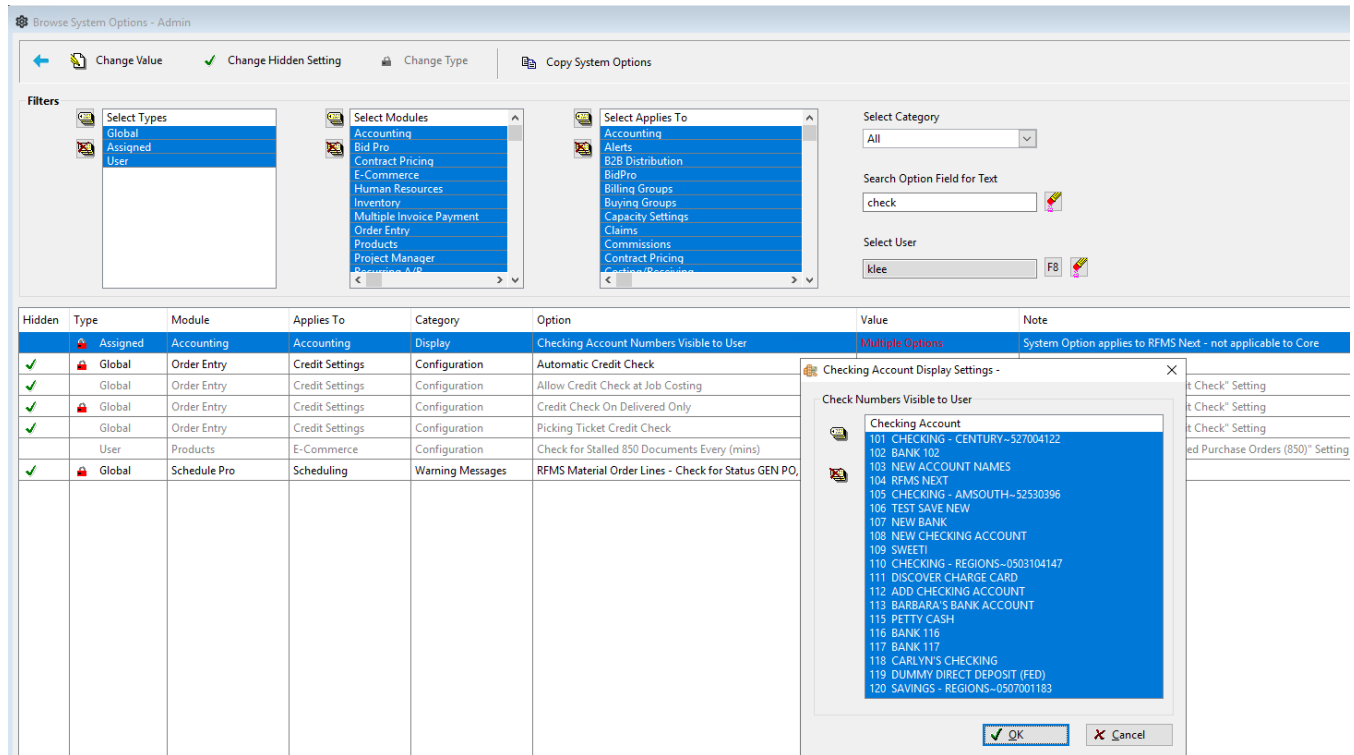 Browse System Options - Admin
Change Value Change Hidden Setting Change Type Copy System Options
Filters
Select Types
Global
Assigned
User
Select Modules
Accounting
Bid Pro
Contract Pricing
E-Commerce
Human Resources
Inventory
Multiple Invoice Payment
Order Entry
Products
Project Manager
Recurring A/R
Select Applies To
Accounting
Alerts
B2B Distribution
BidPro
Billing Groups
Buying Groups
Capacity Settings
Claims
Commissions
Contract Pricing
Costing/Receiving
Select Category
All
Search Option Field for Text
check
Select User
klee F8
Hidden Type Module Applies To Category Option Value Note
Assigned Accounting Accounting Display Checking Account Numbers Visible to User Multiple Options System Option applies to RFMS Next - not applicable to Core
Global Order Entry Credit Settings Configuration Automatic Credit Check
Global Order Entry Credit Settings Configuration Allow Credit Check at Job Costing it Check" Setting
Global Order Entry Credit Settings Configuration Credit Check On Delivered Only it Check" Setting
Global Order Entry Credit Settings Configuration Picking Ticket Credit Check it Check" Setting
User Products E-Commerce Configuration Check for Stalled 850 Documents Every (mins) ed Purchase Orders (850)" Setting
Global Schedule Pro Scheduling Warning Messages RFMS Material Order Lines - Check for Status GEN PO,
Checking Account Display Settings -
Check Numbers Visible to User
Checking Account
101 CHECKING - CENTURY~527004122
102 BANK 102
103 NEW ACCOUNT NAMES
104 RFMS NEXT
105 CHECKING - AMSOUTH~52530396
106 TEST SAVE NEW
107 NEW BANK
108 NEW CHECKING ACCOUNT
109 SWEETI
110 CHECKING - REGIONS~0503104147
111 DISCOVER CHARGE CARD
112 ADD CHECKING ACCOUNT
113 BARBARA'S BANK ACCOUNT
115 PETTY CASH
116 BANK 116
117 BANK 117
118 CARLYN'S CHECKING
119 DUMMY DIRECT DEPOSIT (FED)
120 SAVINGS - REGIONS~0507001183
OK Cancel